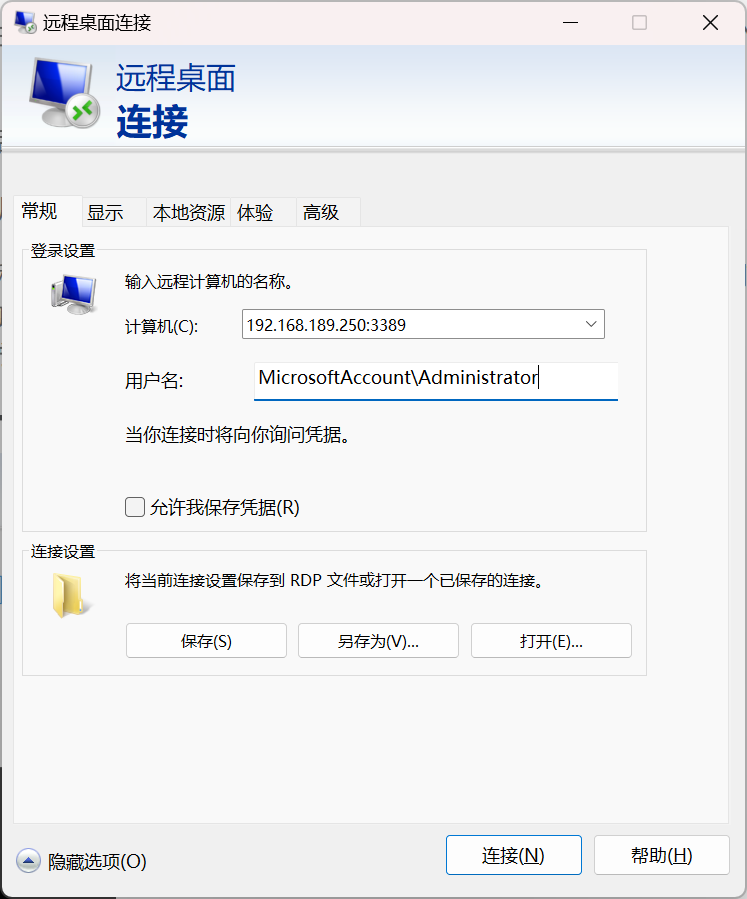 远程桌面连接
远程桌面
连接
常规 显示 本地资源 体验 高级
登录设置
输入远程计算机的名称。
计算机(C): 192.168.189.250:3389
用户名: MicrosoftAccount\Administrator
当你连接时将向你询问凭据。
允许我保存凭据(R)
连接设置
将当前连接设置保存到 RDP 文件或打开一个已保存的连接。
保存(S) 另存为(V)... 打开(E)...
隐藏选项(O) 连接(N) 帮助(H)